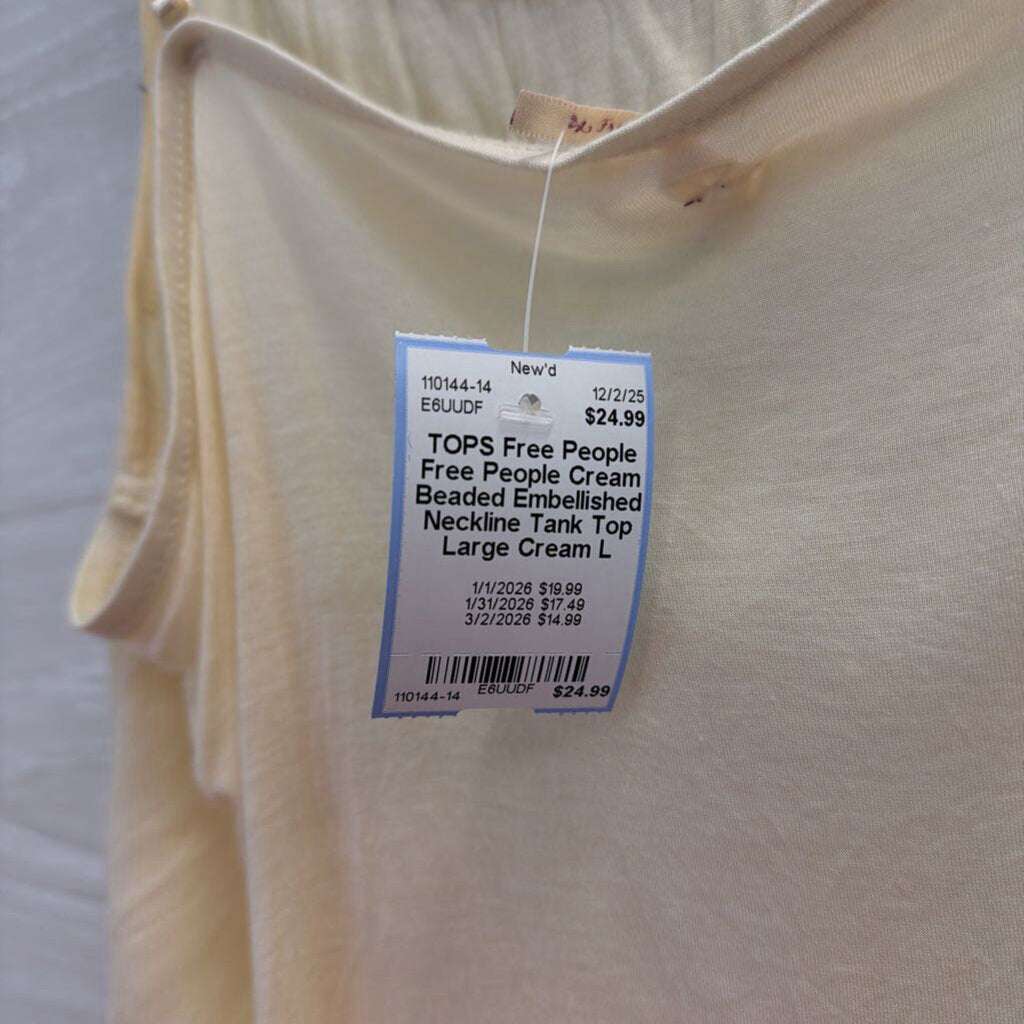 New'd
110144-14 12/2/25
E6UUDF $24.99
TOPS Free People
Free People Cream
Beaded Embellished
Neckline Tank Top
Large Cream L
1/1/2026 $19.99
1/31/2026 $17.49
3/2/2026 $14.99
110144-14 E6UUDF $24.99